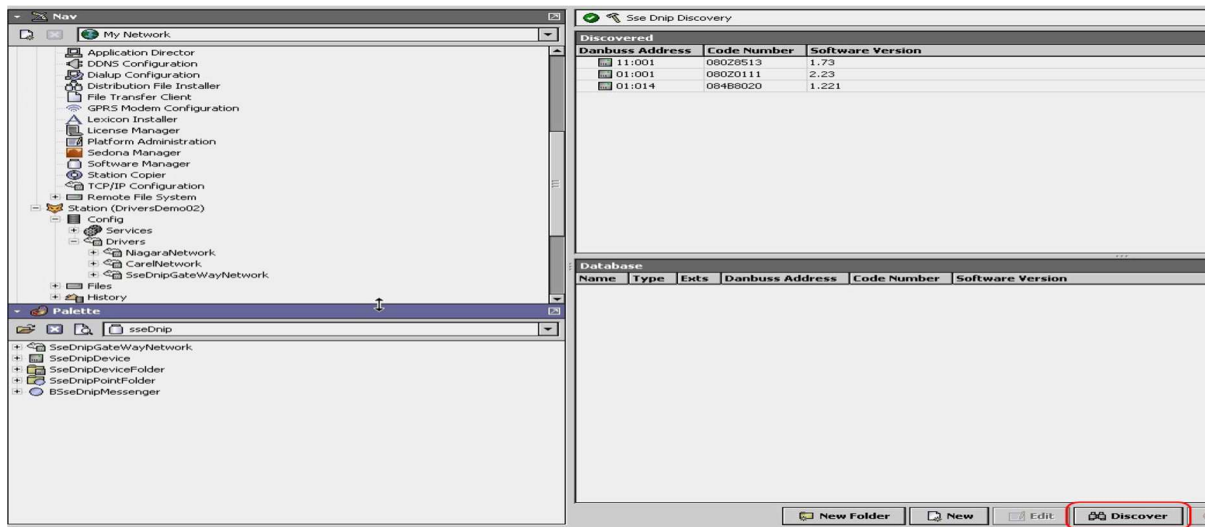 Nav
My Network
Application Director
DDNS Configuration
Dialup Configuration
Distribution File Installer
File Transfer Client
GPRS Modem Configuration
Lexicon Installer
License Manager
Platform Administration
Sedona Manager
Software Manager
Station Copier
TCP/IP Configuration
Remote File System
Station (DriversDemo02)
Config
Services
Drivers
NiagaraNetwork
CarelNetwork
SseDnipGateWayNetwork
Files
History
Palette
sseDnip
SseDnipGateWayNetwork
SseDnipDevice
SseDnipDeviceFolder
SseDnipPointFolder
BSseDnipMessenger
Sse Dnip Discovery
Discovered
Danbuss Address Code Number Software Version
11:001 080Z8513 1.73
01:001 080Z0111 2.23
01:014 084B8020 1.221
Database
Name Type Exts Danbuss Address Code Number Software Version
New Folder New Edit Discover